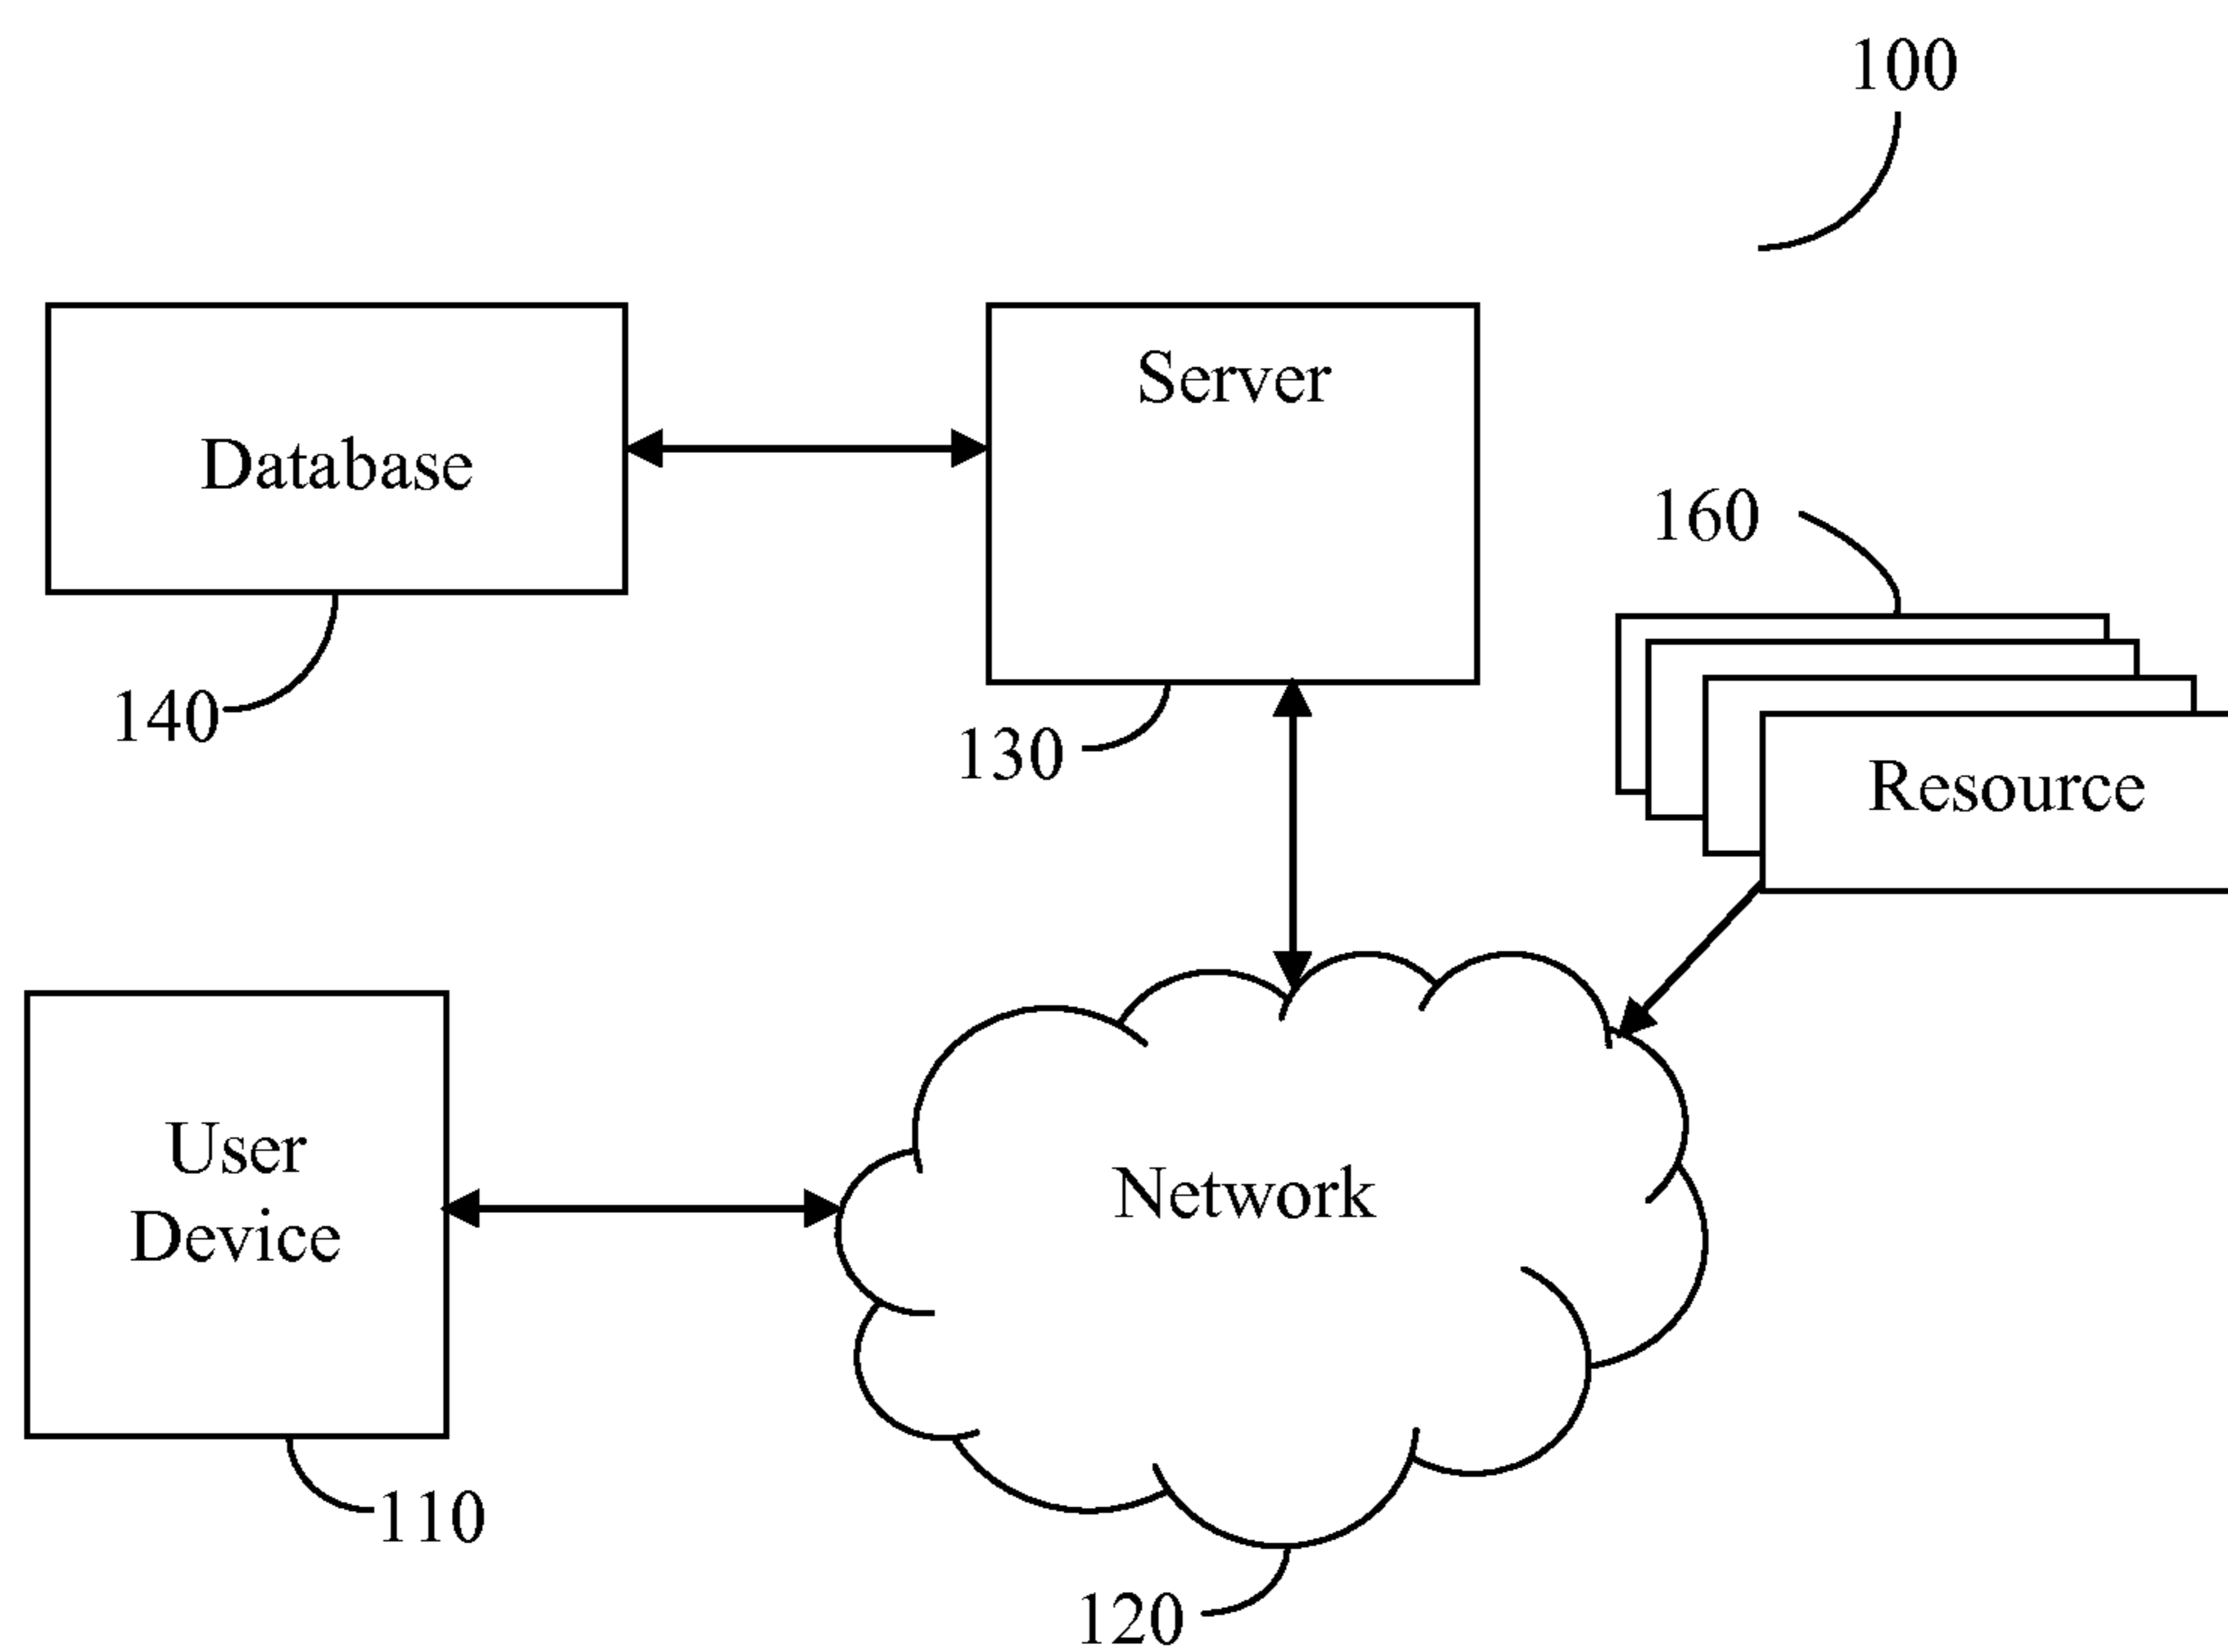 100
Server
Database
160
140
130
Resource
User
Device
Network
110
120